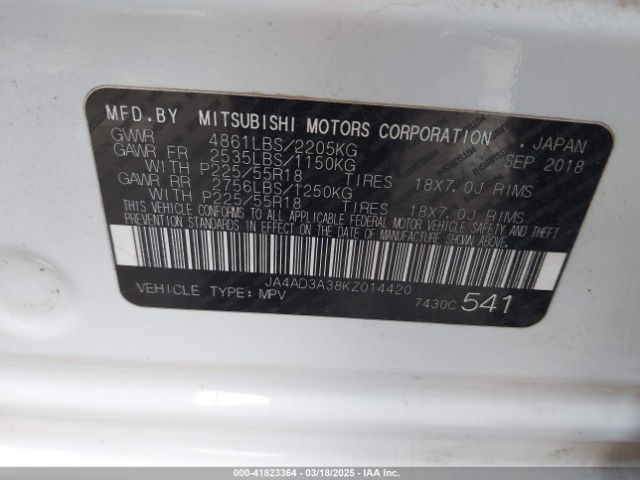 MFD.BY MITSUBISHI MOTORS CORPORATION , JAPAN
GVWR 4861LBS/2205KG SEP 2018
GAWR FR 2535LBS/1150KG
WITH P225/55R18 TIRES 18X7.0J RIMS
GAWR RR 2756LBS/1250KG
WITH P225/55R18 TIRES 18X7.0J RIMS
THIS VEHICLE CONFORMS TO ALL APPLICABLE FEDERAL MOTOR VEHICLE SAFETY AND THEFT
PREVENTION STANDARDS IN EFFECT ON THE DATE OF MANUFACTURE SHOWN ABOVE.
JA4AD3A38KZ014420
VEHICLE TYPE:MPV 7430C 541
© - 41823364 - 03/18/2025 - IAAI.COM